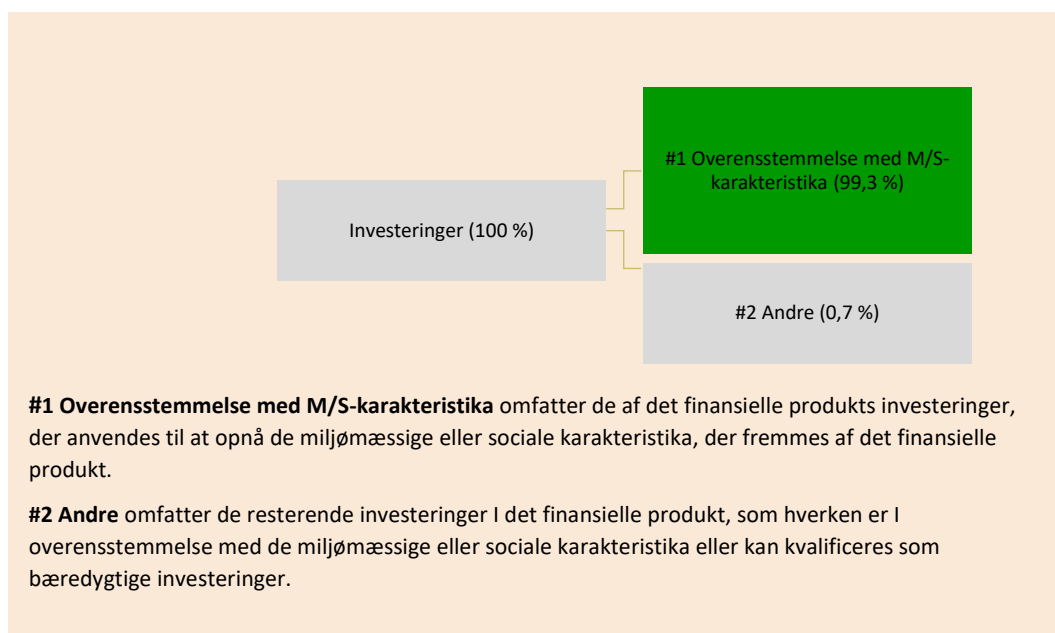 #1 Overensstemmelse med M/S-
karakteristika (99,3 %)
Investeringer (100 %)
#2 Andre (0,7 %)
#1 Overensstemmelse med M/S-karakteristika omfatter de af det finansielle produkts investeringer,
der anvendes til at opnå de miljømæssige eller sociale karakteristika, der fremmes af det finansielle
produkt.
#2 Andre omfatter de resterende investeringer I det finansielle produkt, som hverken er I
overensstemmelse med de miljømæssige eller sociale karakteristika eller kan kvalificeres som
bæredygtige investeringer.